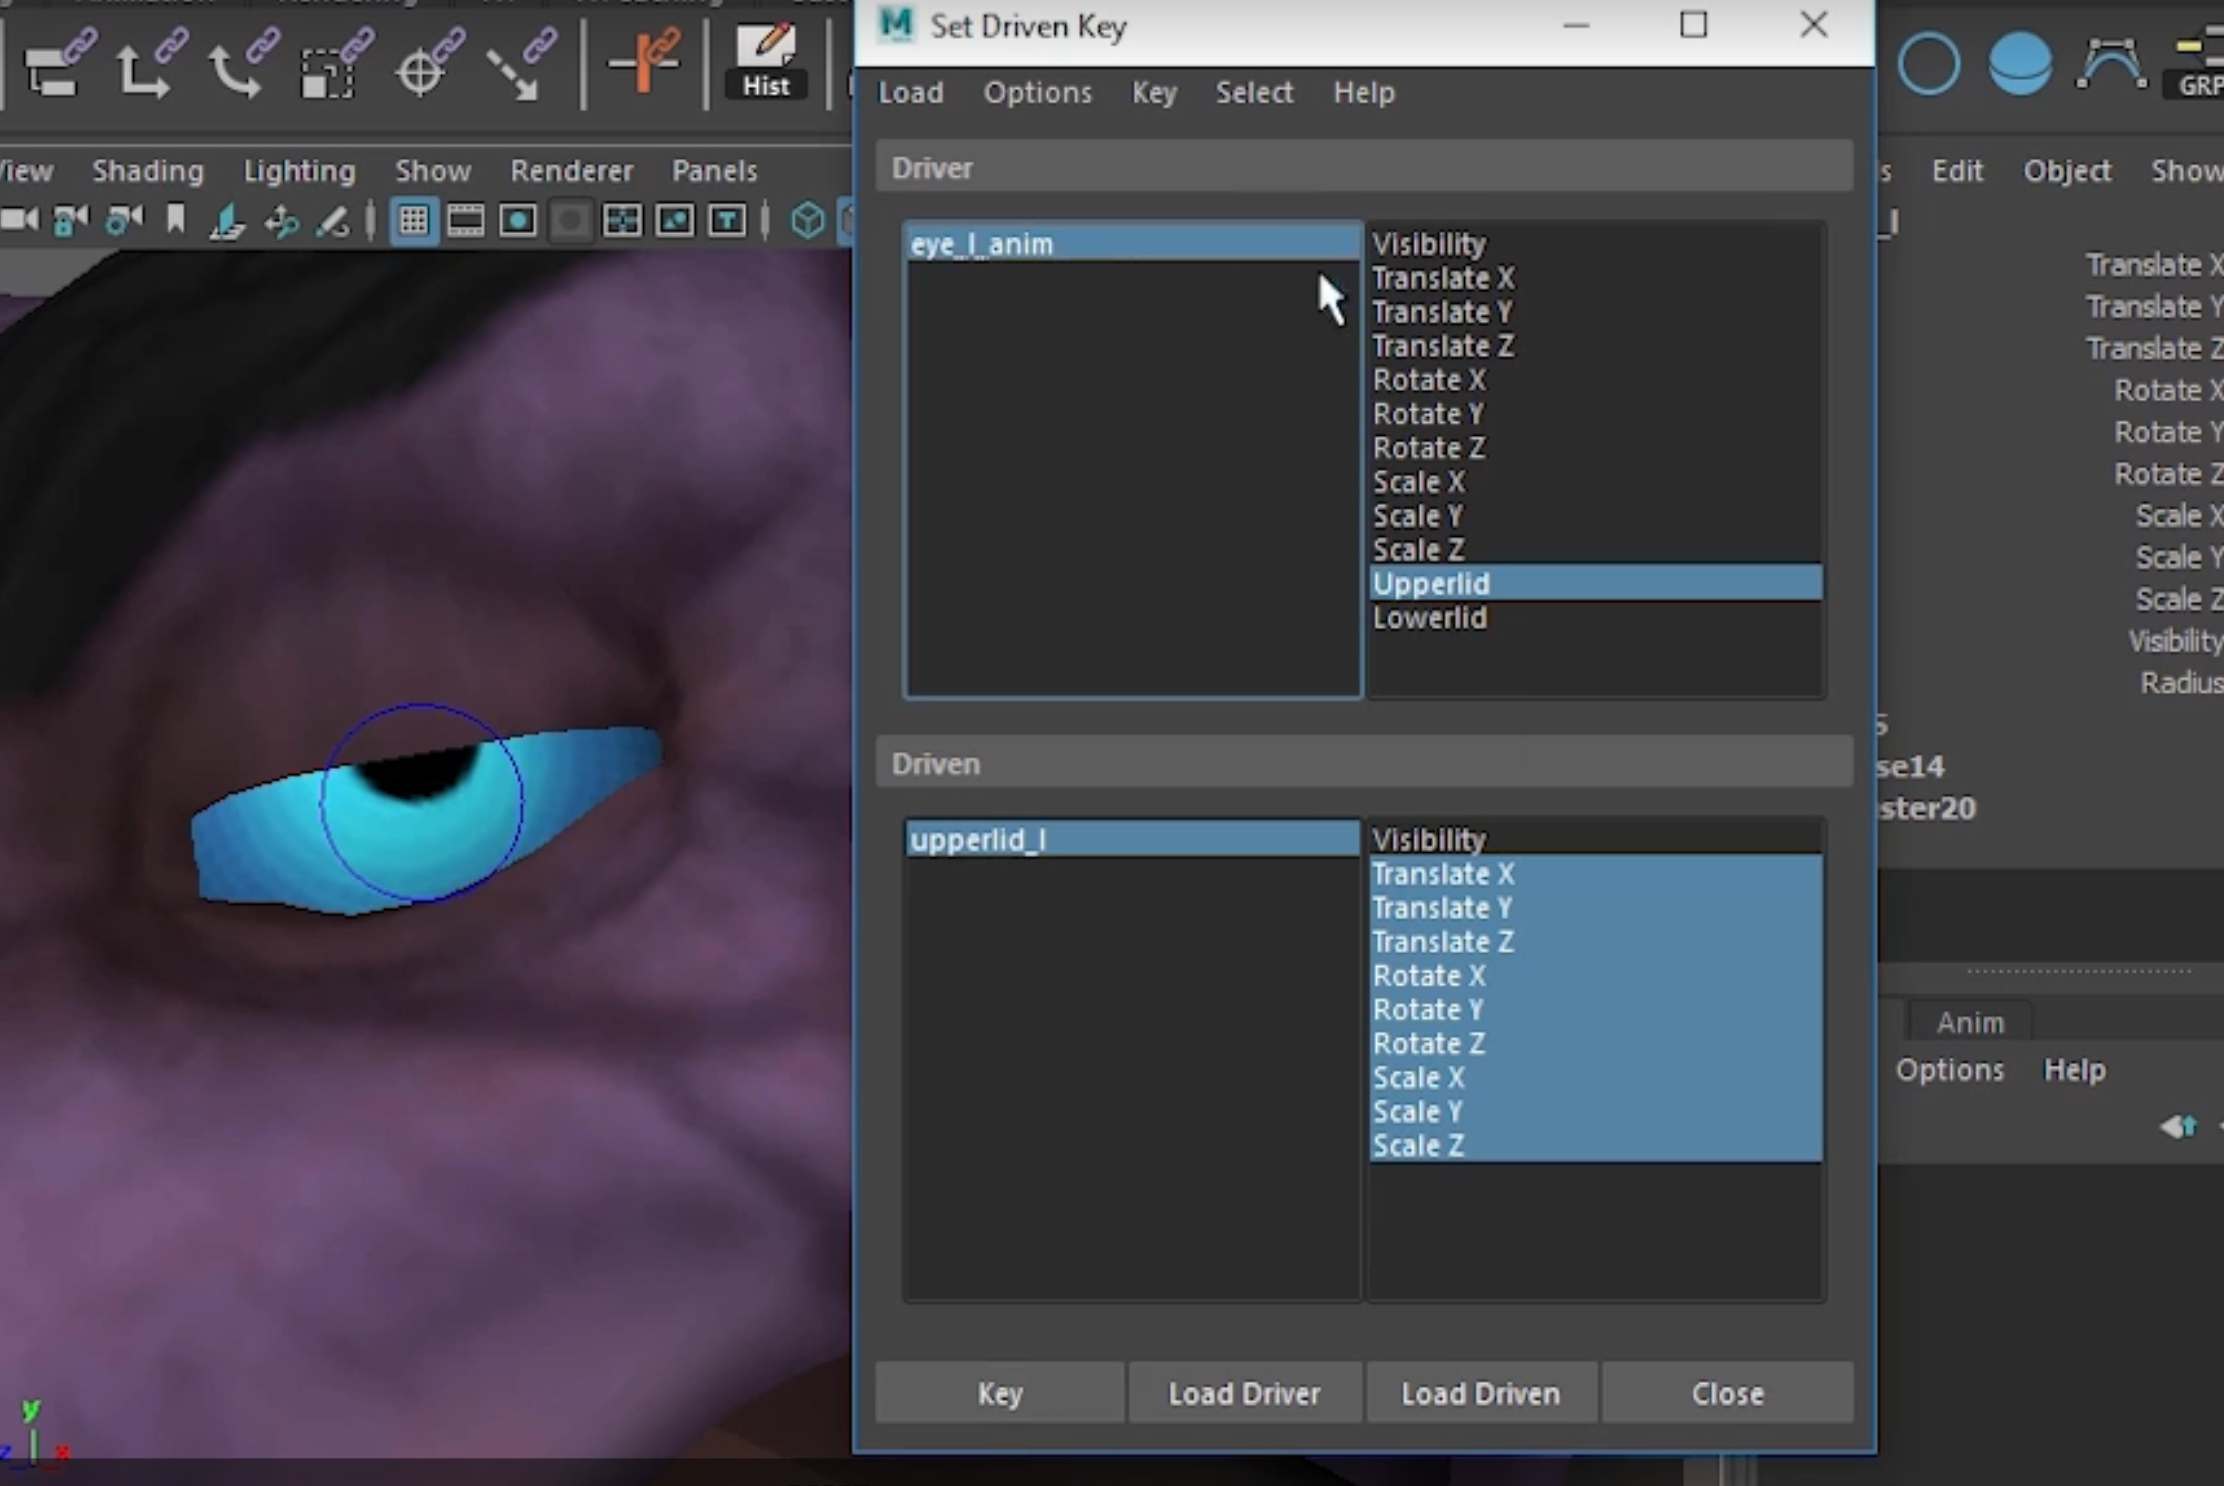 Set Driven Key
Hist
GRP
Load Options Key Select Help
View Shading Lighting Show Renderer Panels
Edit Object Show
Driver
eye_l_anim
Visibility
Translate X
Translate Y
Translate Z
Rotate X
Rotate Y
Rotate Z
Scale X
Scale Y
Scale Z
Upperlid
Lowerlid
Translate X
Translate Y
Translate Z
Rotate X
Rotate Y
Rotate Z
Scale X
Scale Y
Scale Z
Visibility
Radius
se14
ster20
Driven
upperlid_l
Visibility
Translate X
Translate Y
Translate Z
Rotate X
Rotate Y
Rotate Z
Scale X
Scale Y
Scale Z
Anim
Options Help
Key Load Driver Load Driven Close
y
z x